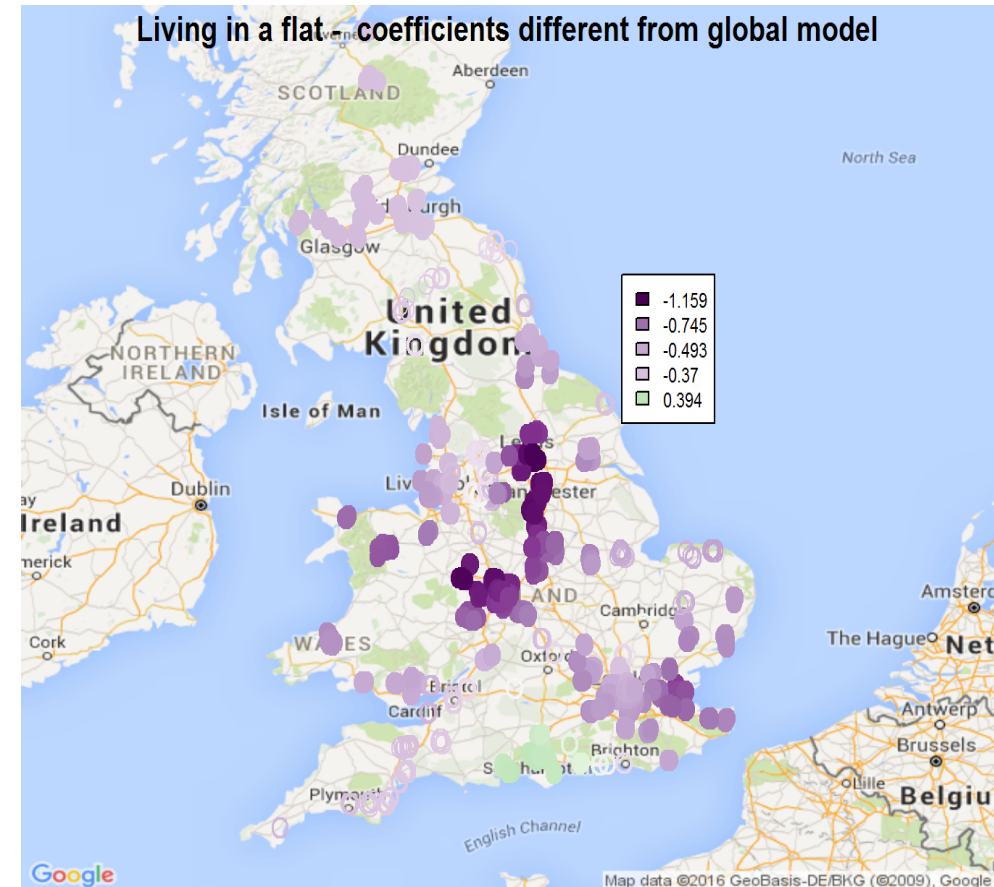 Living in a flat - coefficients different from global model
Aberdeen
SCOTLAND
Dundee
North Sea
Glasgow
-1.159
-0.745
-0.493
-0.37
0.394
United
Kingdom
NORTHERN
IRELAND
Isle of Man
Dublin
Ireland
Cork
WALES
Cambridge
Oxford
Bristol
Cardiff
Brighton
Plymouth
English Channel
The Hague
Antwerp
Brussels
Lille
Google
Map data ©2016 GeoBasis-DE/BKG (©2009), Google